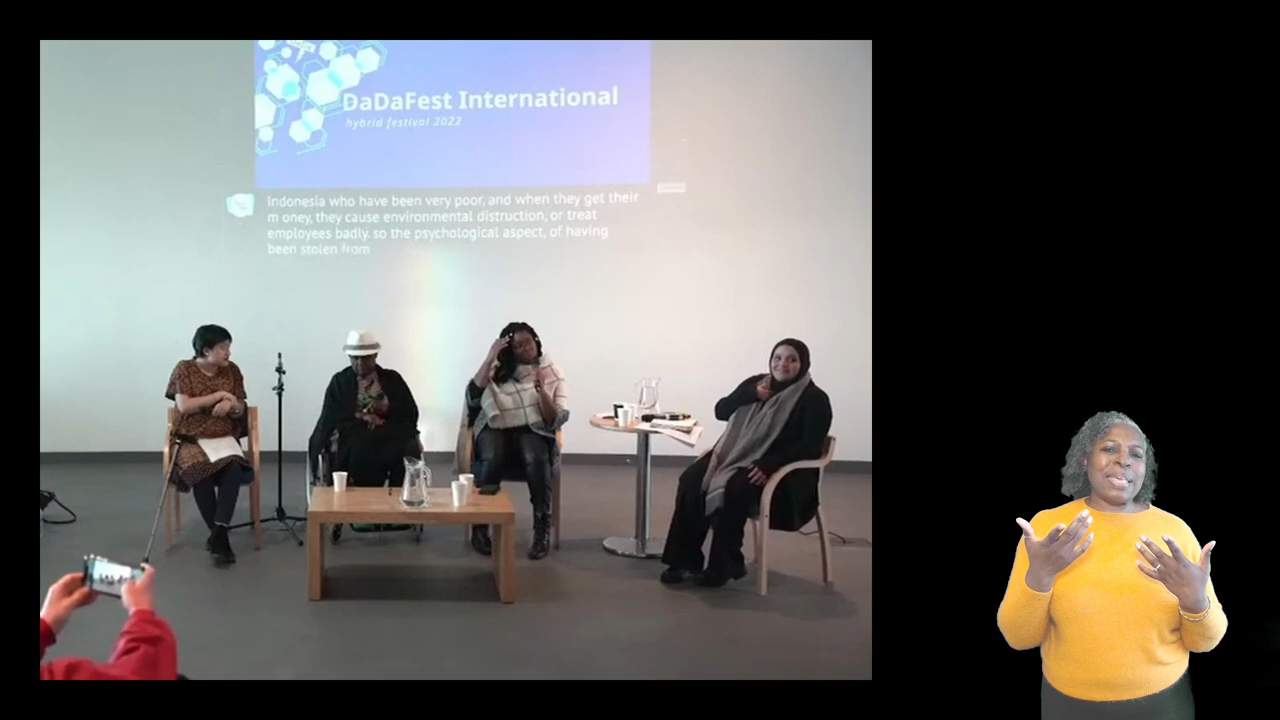 DaDaFest International
hybrid festival 2022
Indonesia who have been very poor, and when they get their
m oney, they cause environmental distruction, or treat
employees badly. so the psychological aspect, of having
been stolen from